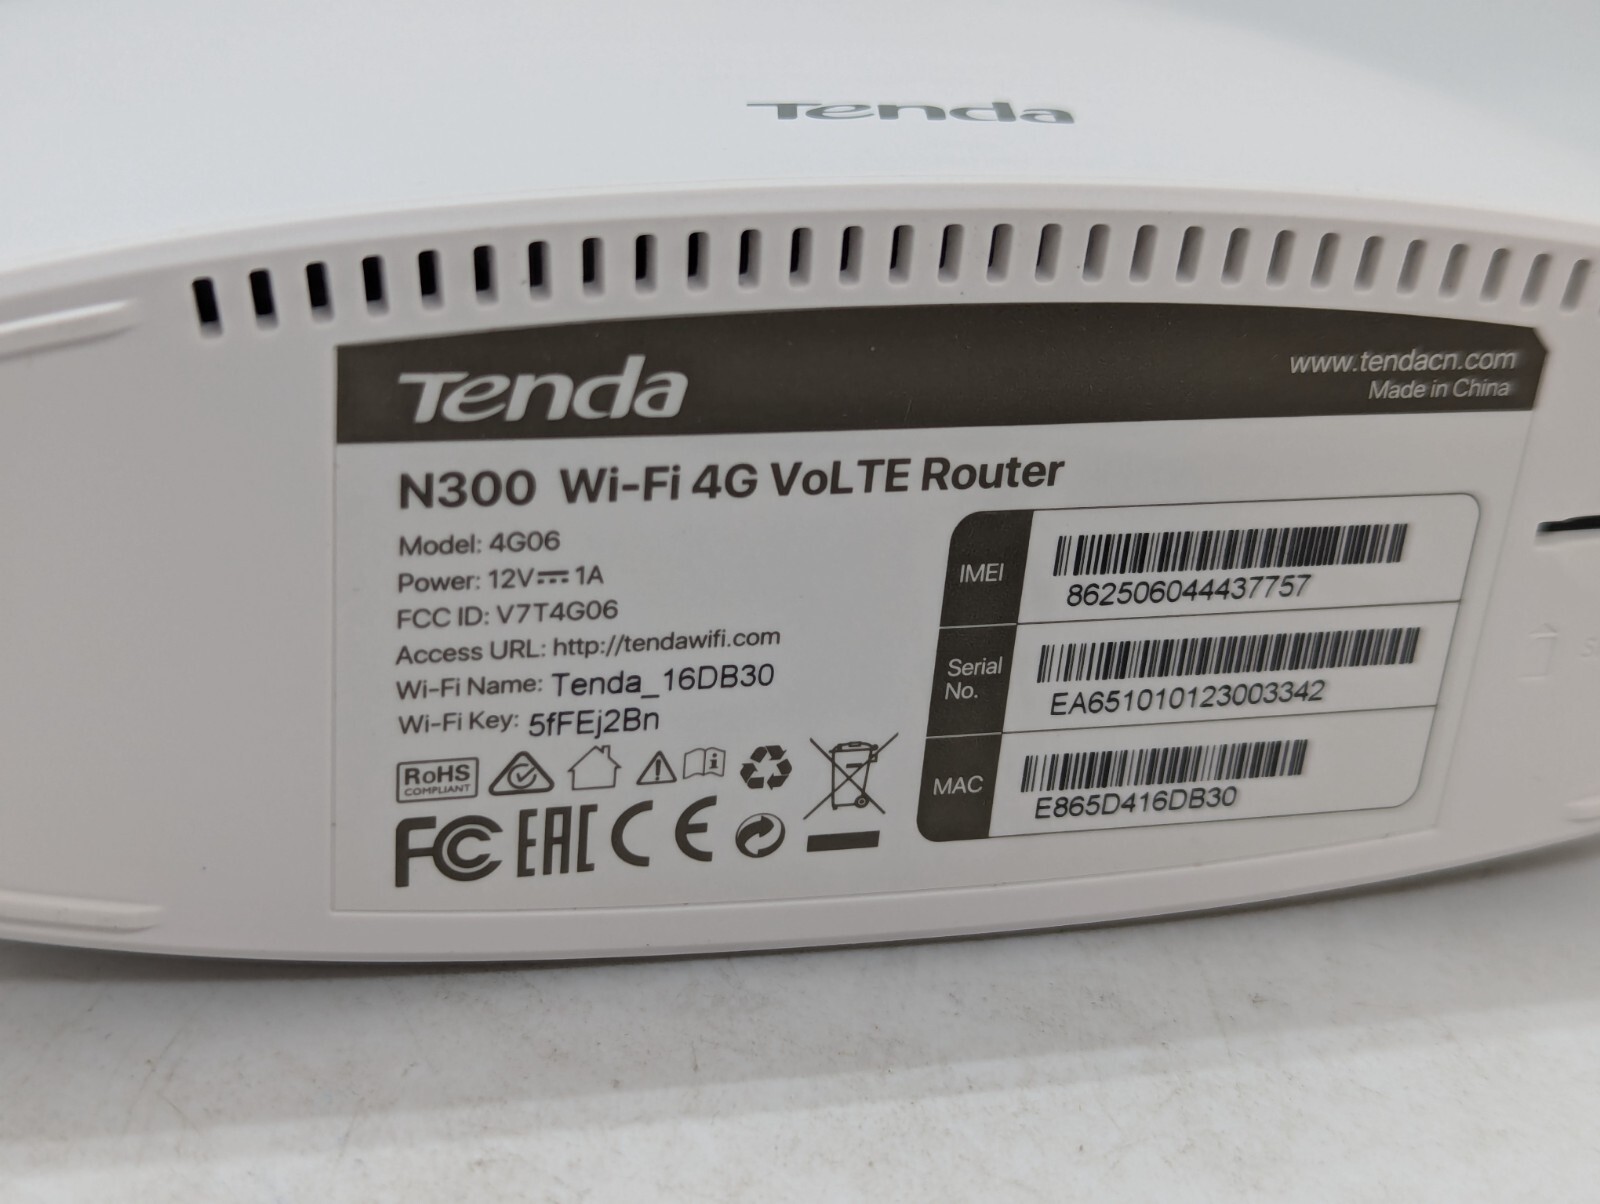 Tenda
Tenda
www.tendacn.com
Made in China
N300 Wi-Fi 4G VoLTE Router
Model: 4G06
Power: 12V⎓1A
FCC ID: V7T4G06
Access URL: http://tendawifi.com
Wi-Fi Name: Tenda_16DB30
Wi-Fi Key: 5fFEj2Bn
RoHS
COMPLIANT
FC EAC CE
IMEI
862506044437757
Serial
No.
EA651010123003342
MAC
E865D416DB30